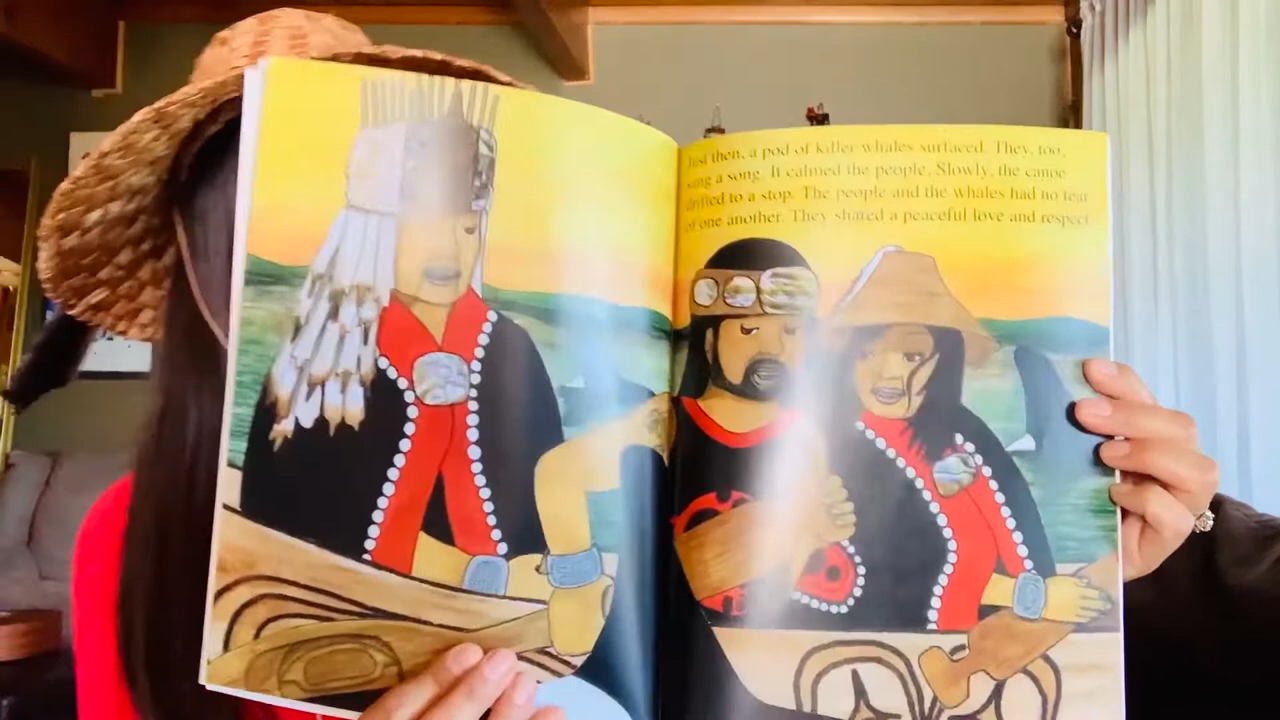 Just then, a pod of killer whales surfaced. They, too,
sang a song. It calmed the people. Slowly, the canoe
drifted to a stop. The people and the whales had no fear
of one another. They shared a peaceful love and respect